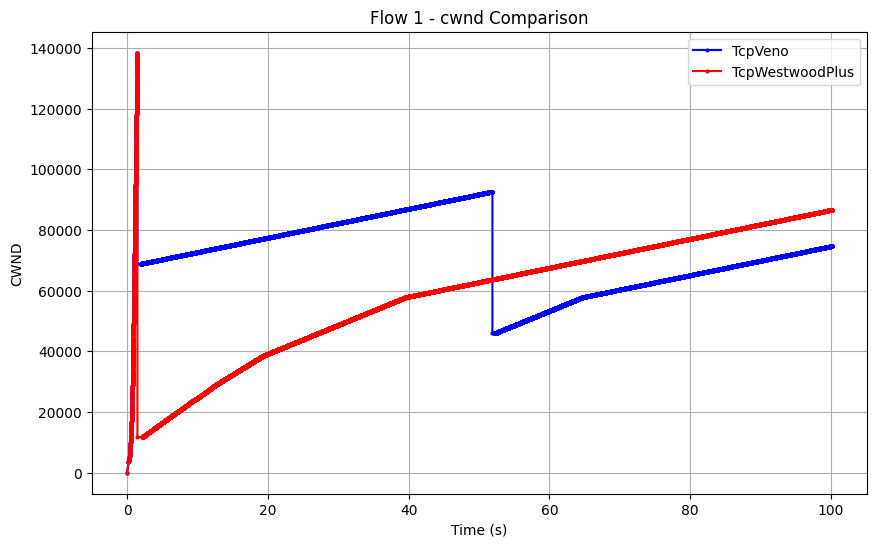 Flow 1 - cwnd Comparison
TcpVeno
TcpWestwoodPlus
CWND
140000
120000
100000
80000
60000
40000
20000
0
0 20 40 60 80 100
Time (s)